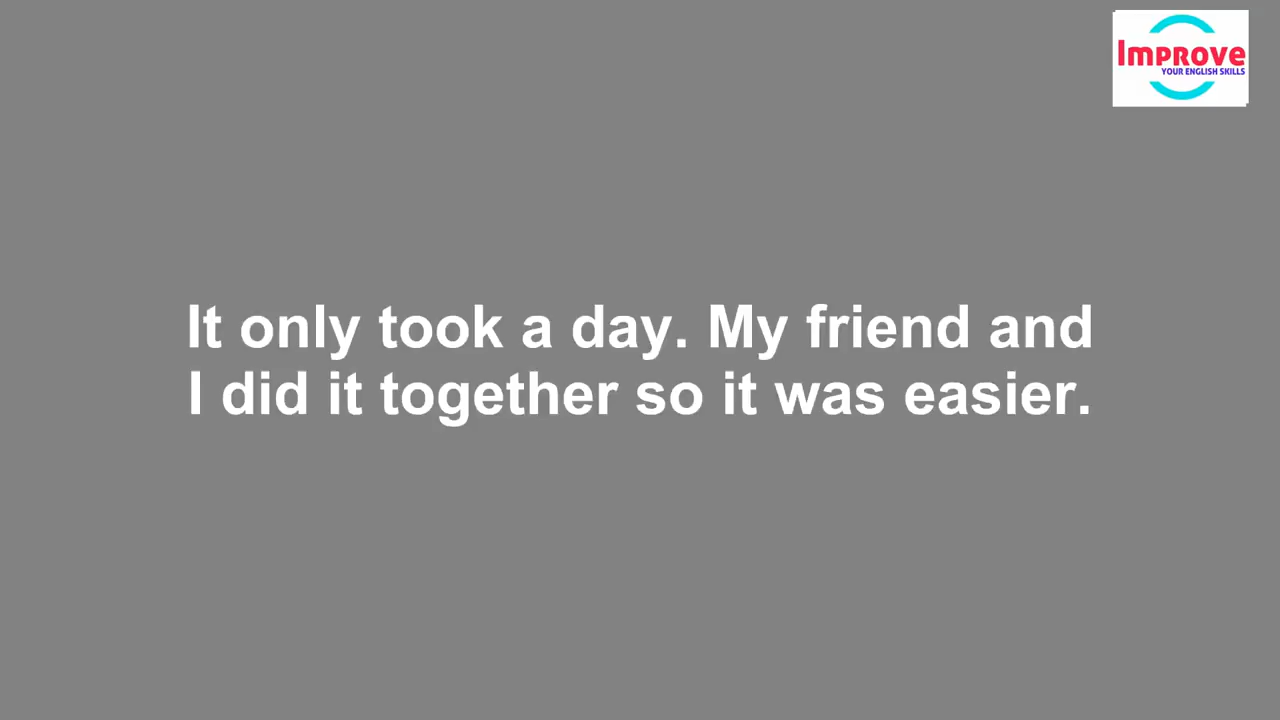 Improve
YOUR ENGLISH SKILLS
It only took a day. My friend and
I did it together so it was easier.